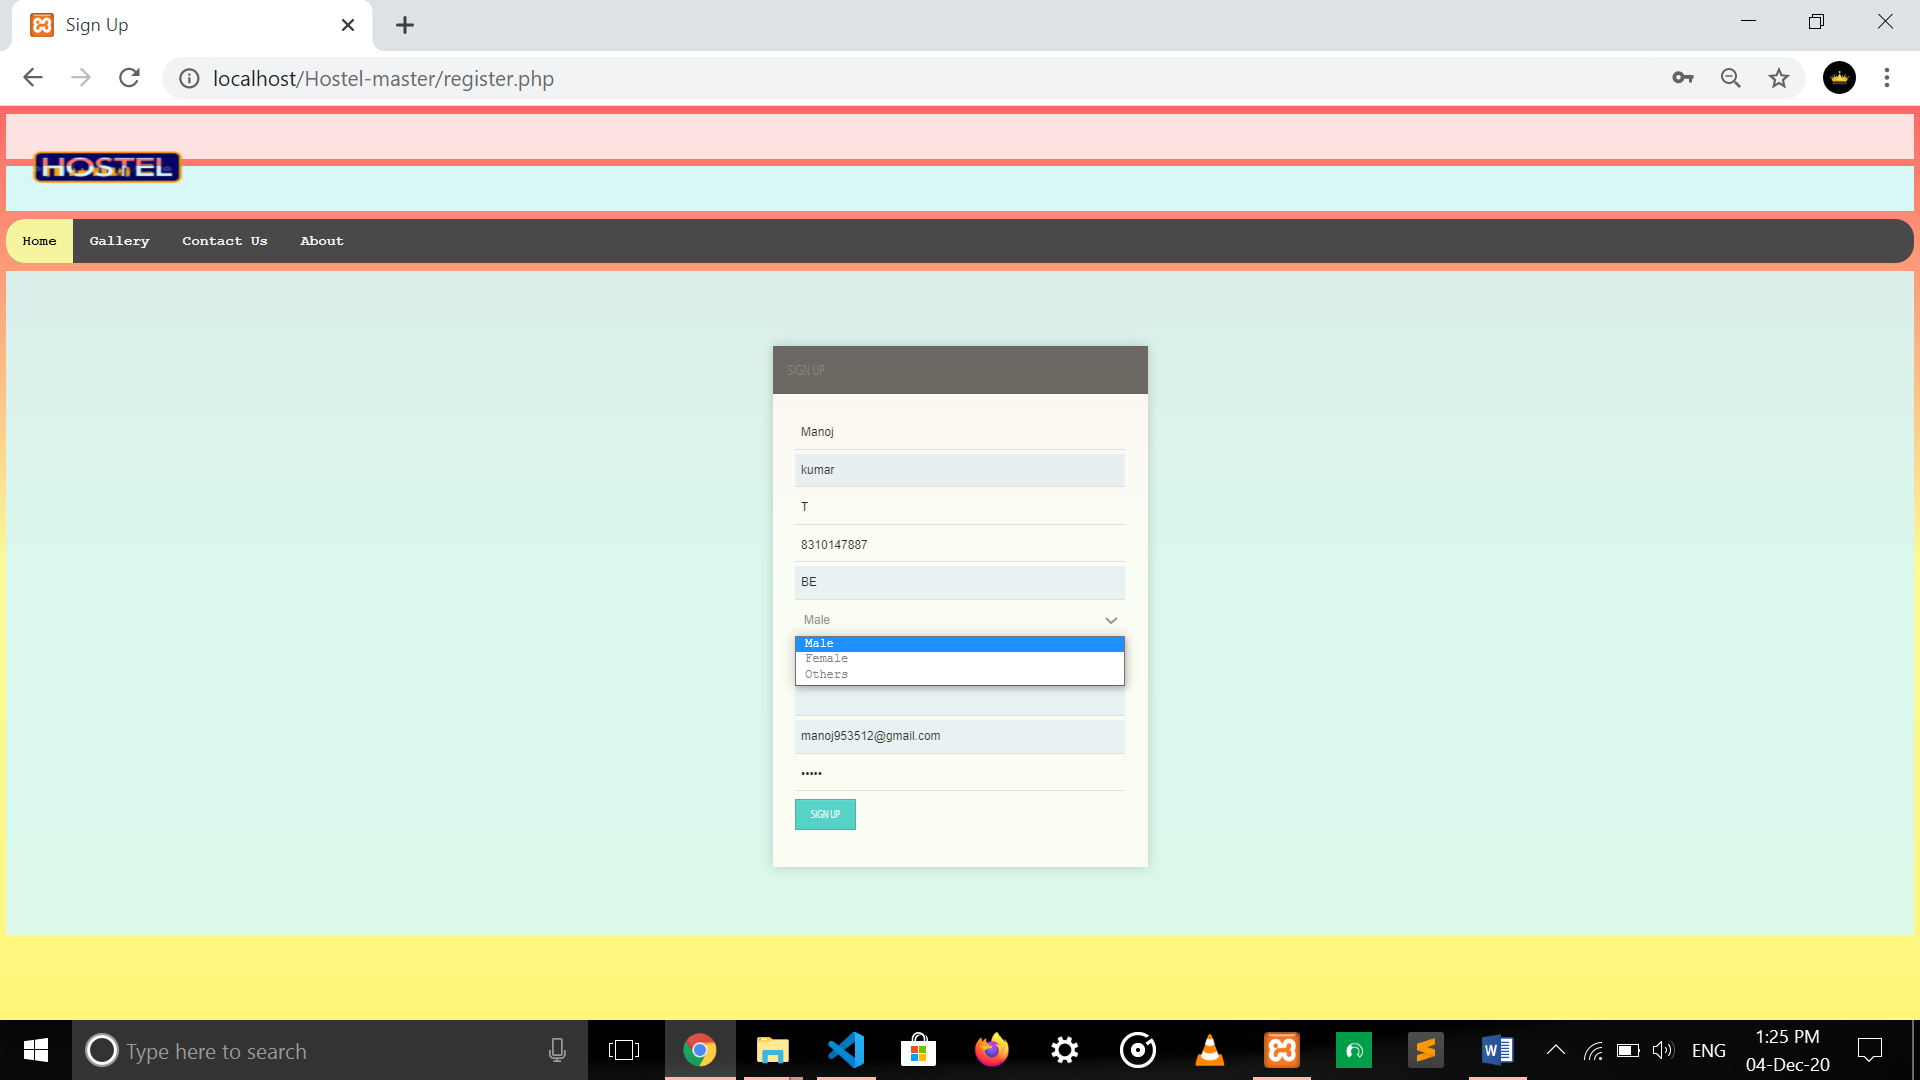 Sign Up
localhost/Hostel-master/register.php
HOSTEL
Home Gallery Contact Us About
SIGN UP
Manoj
kumar
T
8310147887
BE
Male
Male
Female
Others
manoj953512@gmail.com
•••••
SIGN UP
Type here to search
ENG
1:25 PM
04-Dec-20